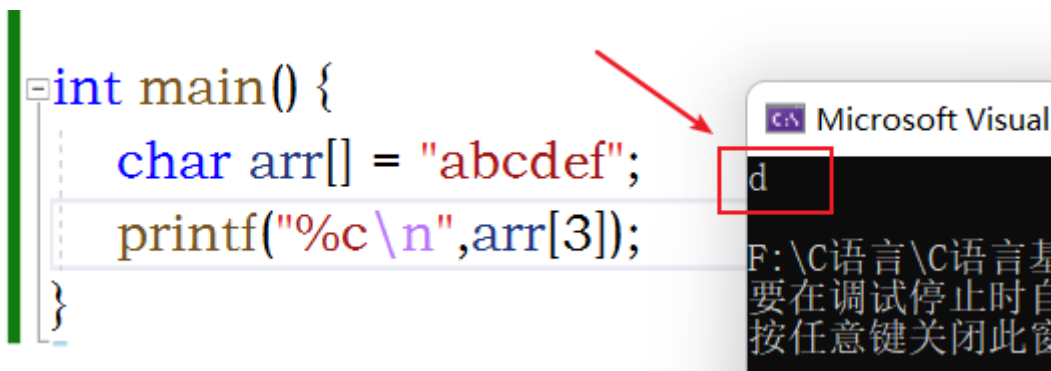 int main() {
char arr[] = "abcdef";
printf("%c\n",arr[3]);
}
Microsoft Visual
d
F:\C语言\C语言基
要在调试停止时自
按任意键关闭此窗